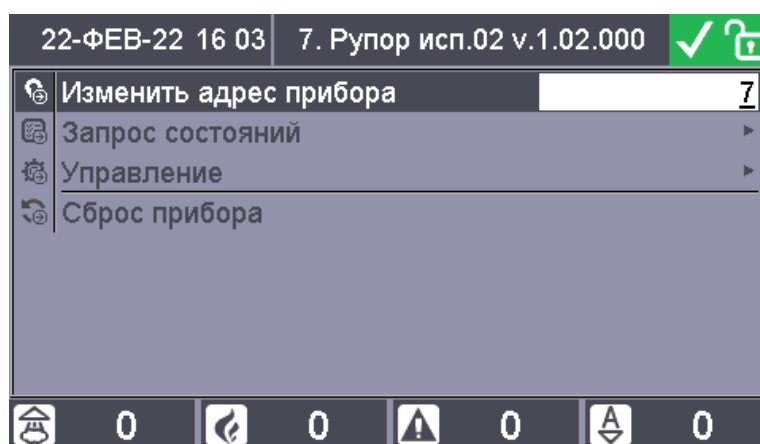 22-ФЕВ-22 16 03 7. Рупор исп.02 v.1.02.000
Изменить адрес прибора 7
Запрос состояний
Управление
Сброс прибора
0 0 0 A 0